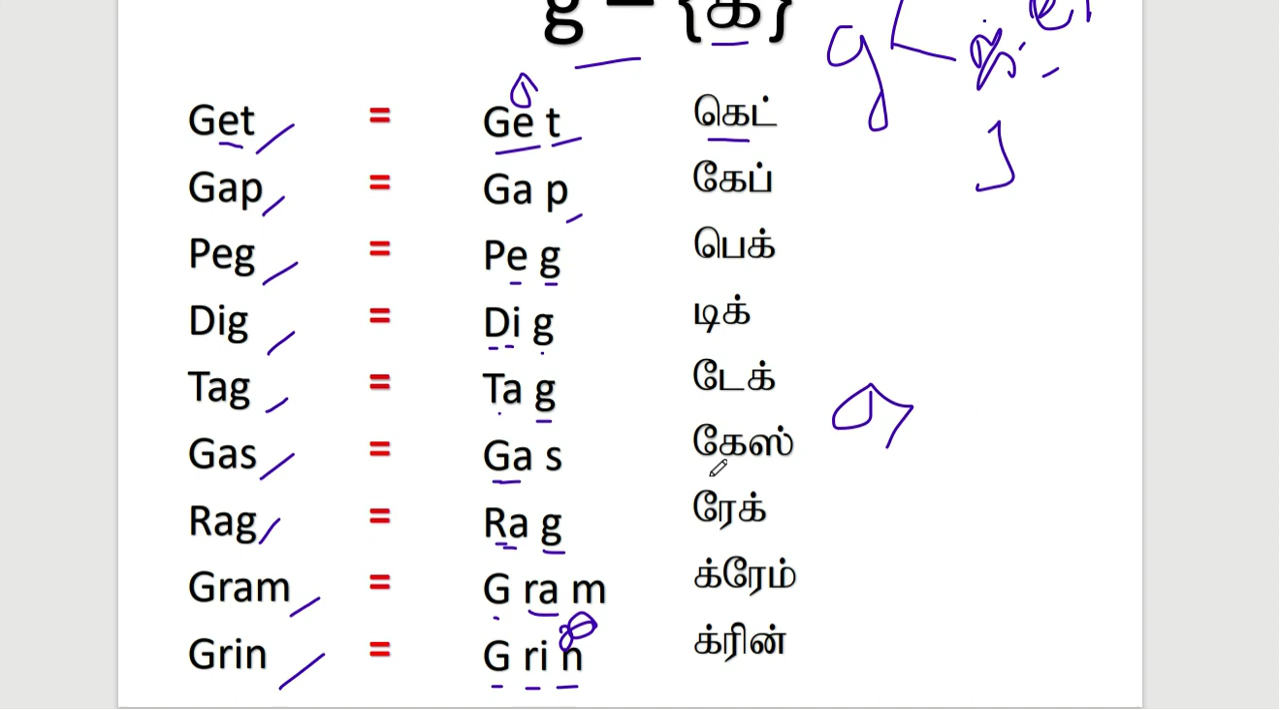 g = {க்}
Get = Ge t கெட்
Gap = Ga p கேப்
Peg = Pe g பெக்
Dig = Di g டிக்
Tag = Ta g டேக்
Gas = Ga s கேஸ்
Rag = Ra g ரேக்
Gram = G ra m க்ரேம்
Grin = G ri n க்ரின்